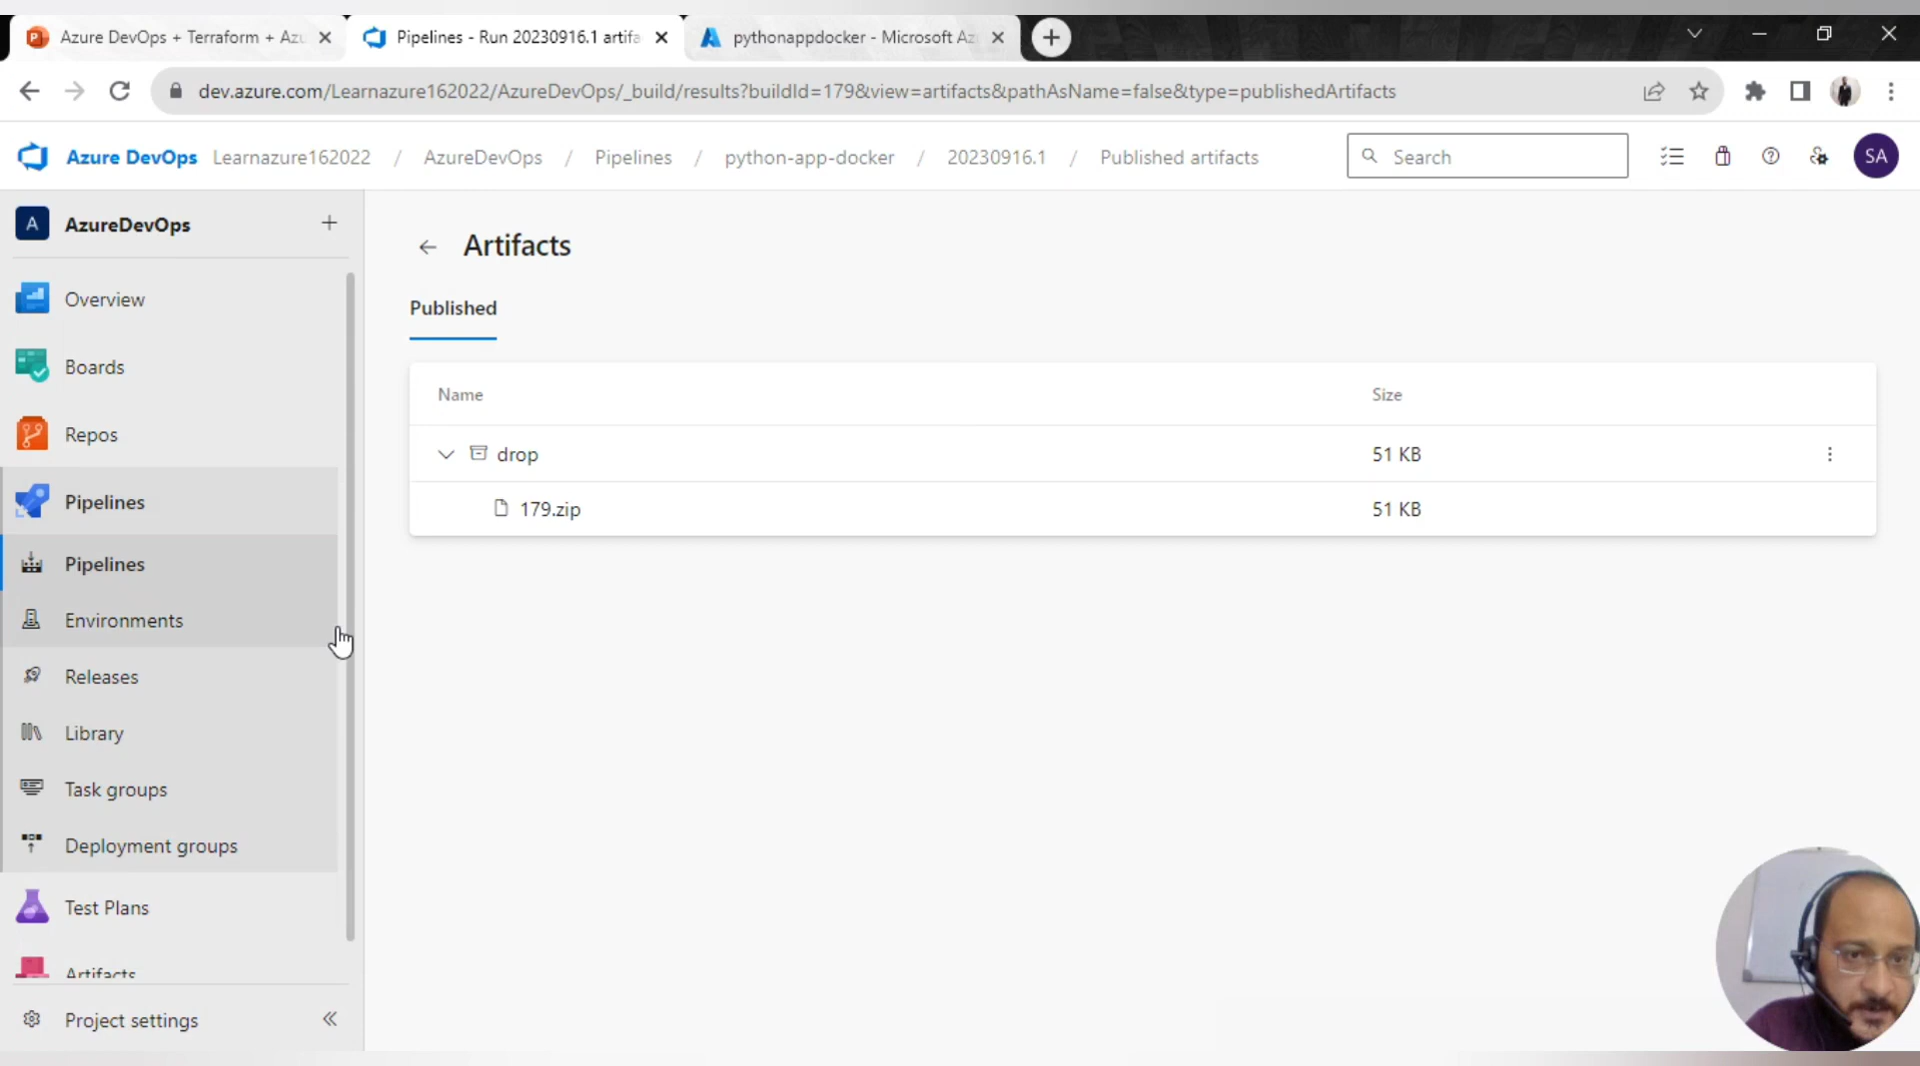 Azure DevOps + Terraform + Azu
Pipelines - Run 20230916.1 artifa
pythonappdocker - Microsoft Az
dev.azure.com/Learnazure162022/AzureDevOps/_build/results?buildId=179&view=artifacts&pathAsName=false&type=publishedArtifacts
Azure DevOps Learnazure162022 / AzureDevOps / Pipelines / python-app-docker / 20230916.1 / Published artifacts
Search
SA
A AzureDevOps
Overview
Boards
Repos
Pipelines
Pipelines
Environments
Releases
Library
Task groups
Deployment groups
Test Plans
Artifacts
Project settings
Artifacts
Published
Name Size
drop 51 KB
179.zip 51 KB